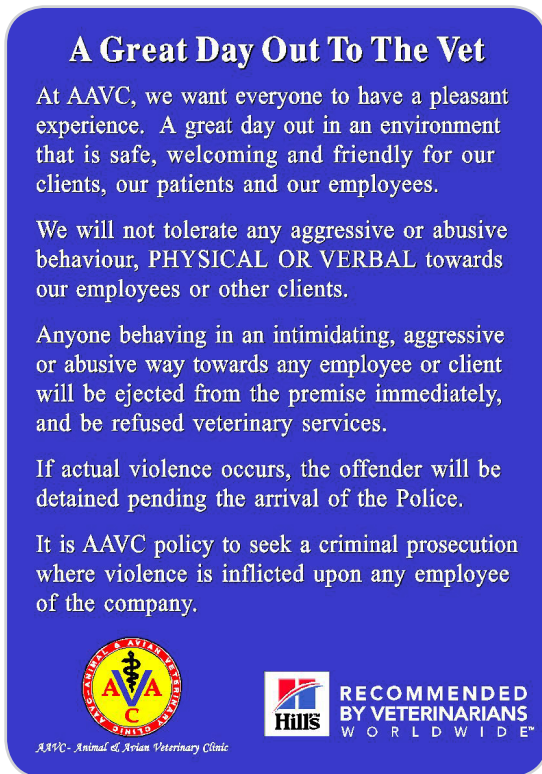 A Great Day Out To The Vet
At AAVC, we want everyone to have a pleasant
experience. A great day out in an environment
that is safe, welcoming and friendly for our
clients, our patients and our employees.
We will not tolerate any aggressive or abusive
behaviour, PHYSICAL OR VERBAL towards
our employees or other clients.
Anyone behaving in an intimidating, aggressive
or abusive way towards any employee or client
will be ejected from the premise immediately,
and be refused veterinary services.
If actual violence occurs, the offender will be
detained pending the arrival of the Police.
It is AAVC policy to seek a criminal prosecution
where violence is inflicted upon any employee
of the company.
AAVC-ANIMAL & AVIAN VETERINARY CLINIC
A V A
C
AAVC- Animal & Avian Veterinary Clinic
Hill's
RECOMMENDED
BY VETERINARIANS
WORLDWIDE™